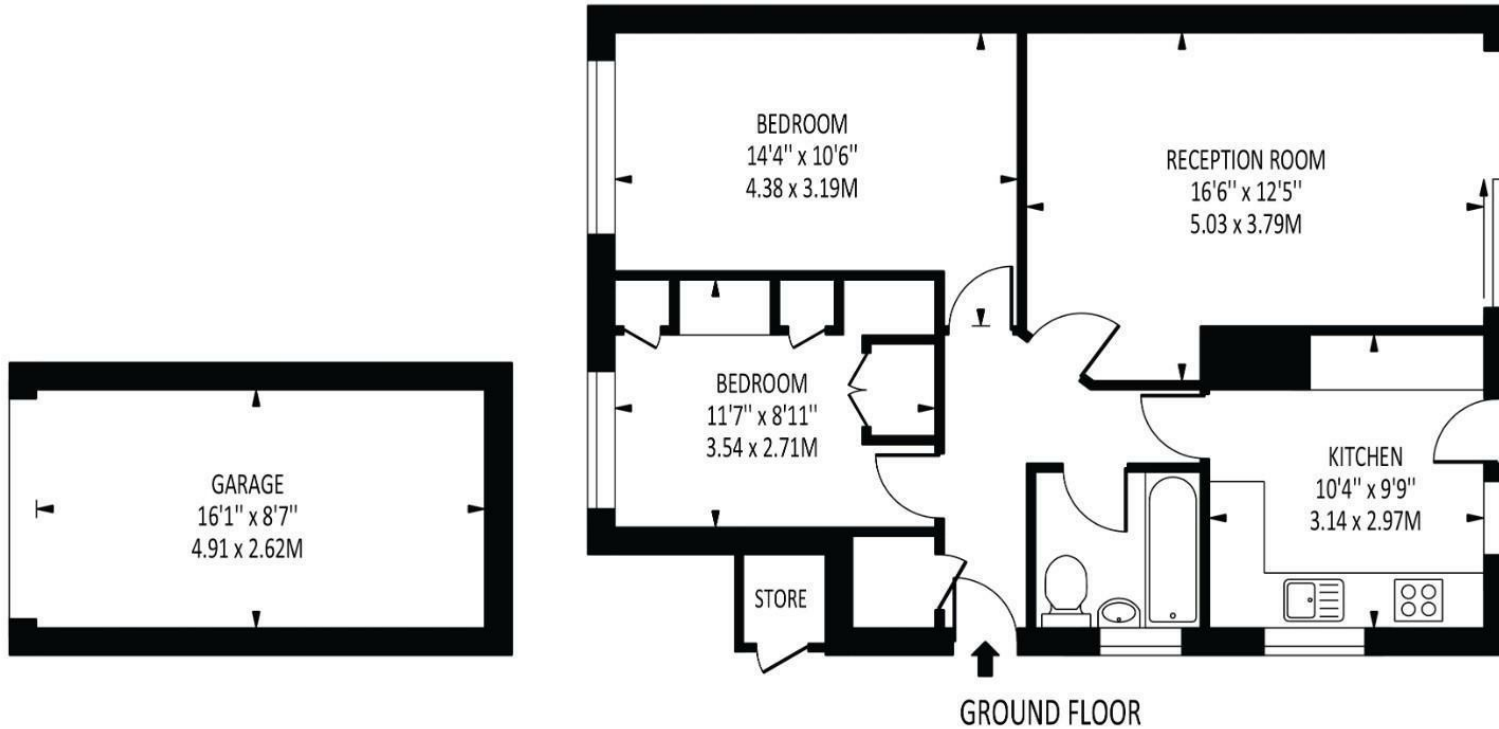 BEDROOM
14'4'' x 10'6''
4.38 x 3.19M
RECEPTION ROOM
16'6'' x 12'5''
5.03 x 3.79M
BEDROOM
11'7'' x 8'11''
3.54 x 2.71M
KITCHEN
10'4'' x 9'9''
3.14 x 2.97M
GARAGE
16'1'' x 8'7''
4.91 x 2.62M
STORE
GROUND FLOOR